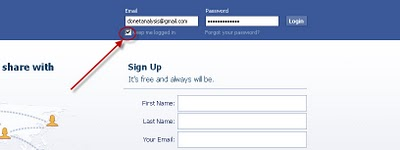 Email
Password
donetanalysis@gmail.com
Login
keep me logged in
Forgot your password?
share with
Sign Up
It's free and always will be.
First Name:
Last Name:
Your Email: